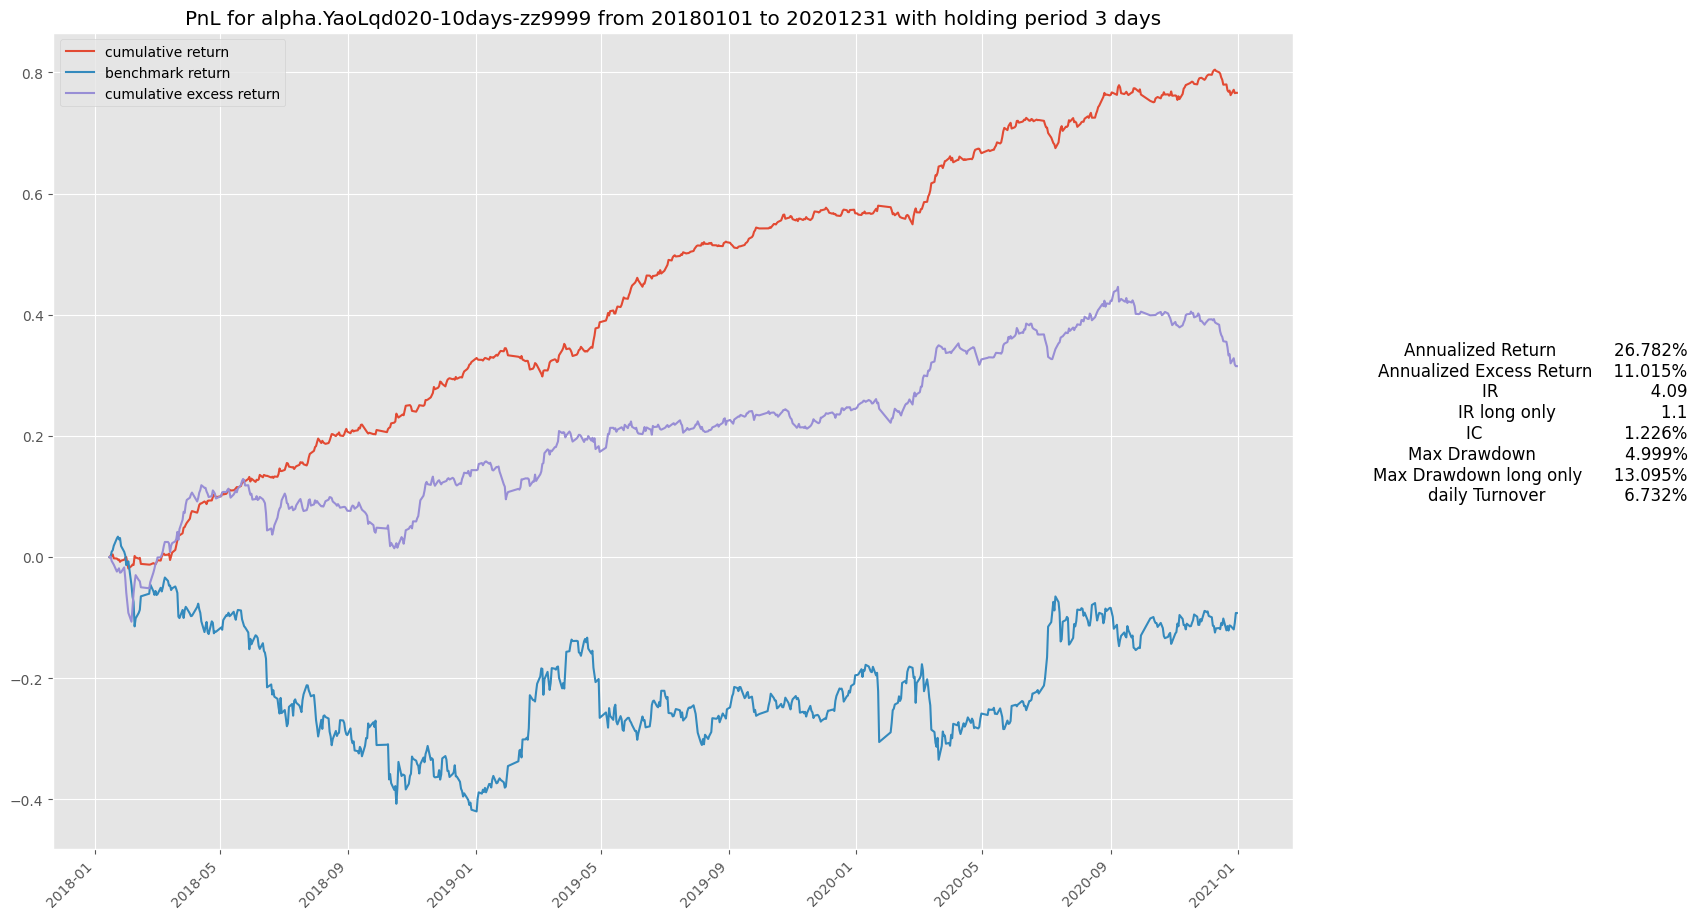 PnL for alpha.YaoLqd020-10days-zz9999 from 20180101 to 20201231 with holding period 3 days
cumulative return
benchmark return
cumulative excess return
0.8
0.6
0.4
0.2
0.0
−0.2
−0.4
2018-01
2018-05
2018-09
2019-01
2019-05
2019-09
2020-01
2020-05
2020-09
2021-01
Annualized Return 26.782%
Annualized Excess Return 11.015%
IR 4.09
IR long only 1.1
IC 1.226%
Max Drawdown 4.999%
Max Drawdown long only 13.095%
daily Turnover 6.732%